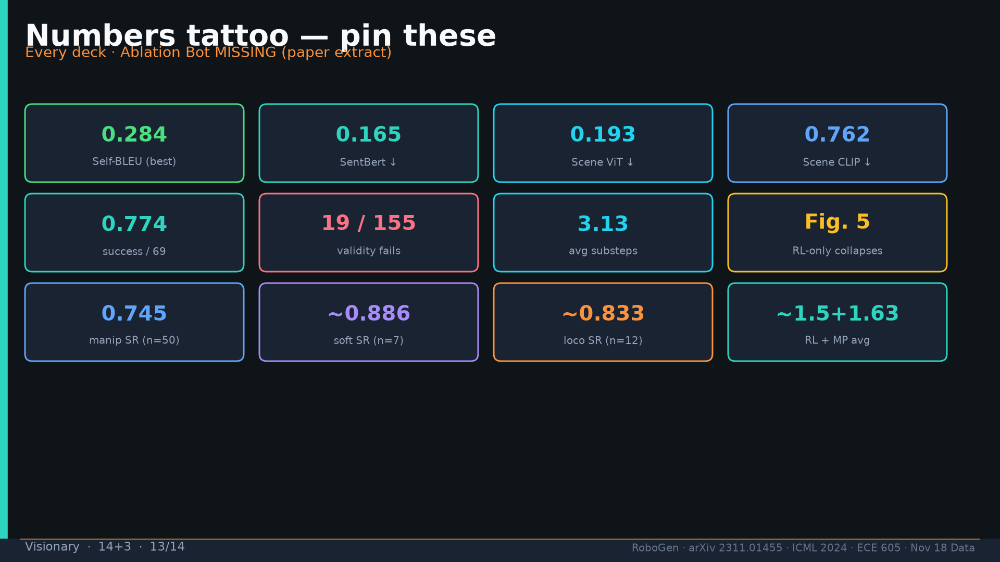 Numbers tattoo — pin these
Every deck · Ablation Bot MISSING (paper extract)
0.284
Self-BLEU (best)
0.165
SentBert ↓
0.193
Scene ViT ↓
0.762
Scene CLIP ↓
0.774
success / 69
19 / 155
validity fails
3.13
avg substeps
Fig. 5
RL-only collapses
0.745
manip SR (n=50)
~0.886
soft SR (n=7)
~0.833
loco SR (n=12)
~1.5+1.63
RL + MP avg
Visionary · 14+3 · 13/14
RoboGen · arXiv 2311.01455 · ICML 2024 · ECE 605 · Nov 18 Data